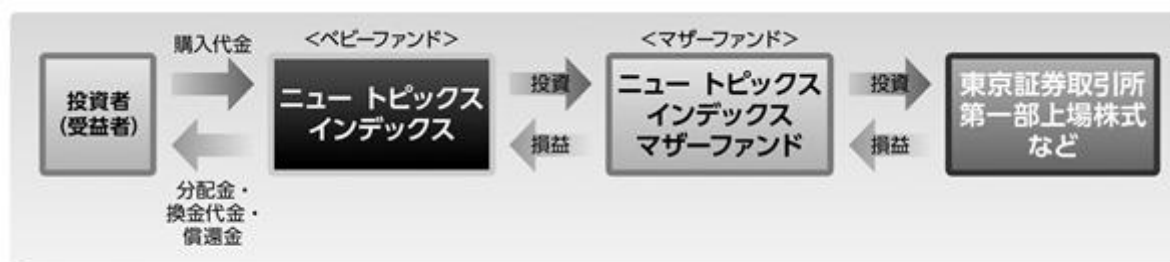 購入代金
<ベビーファンド>
<マザーファンド>
投資者
(受益者)
ニュー トピックス
インデックス
投資
損益
ニュー トピックス
インデックス
マザーファンド
投資
損益
東京証券取引所
第一部上場株式
など
分配金・
換金代金・
償還金